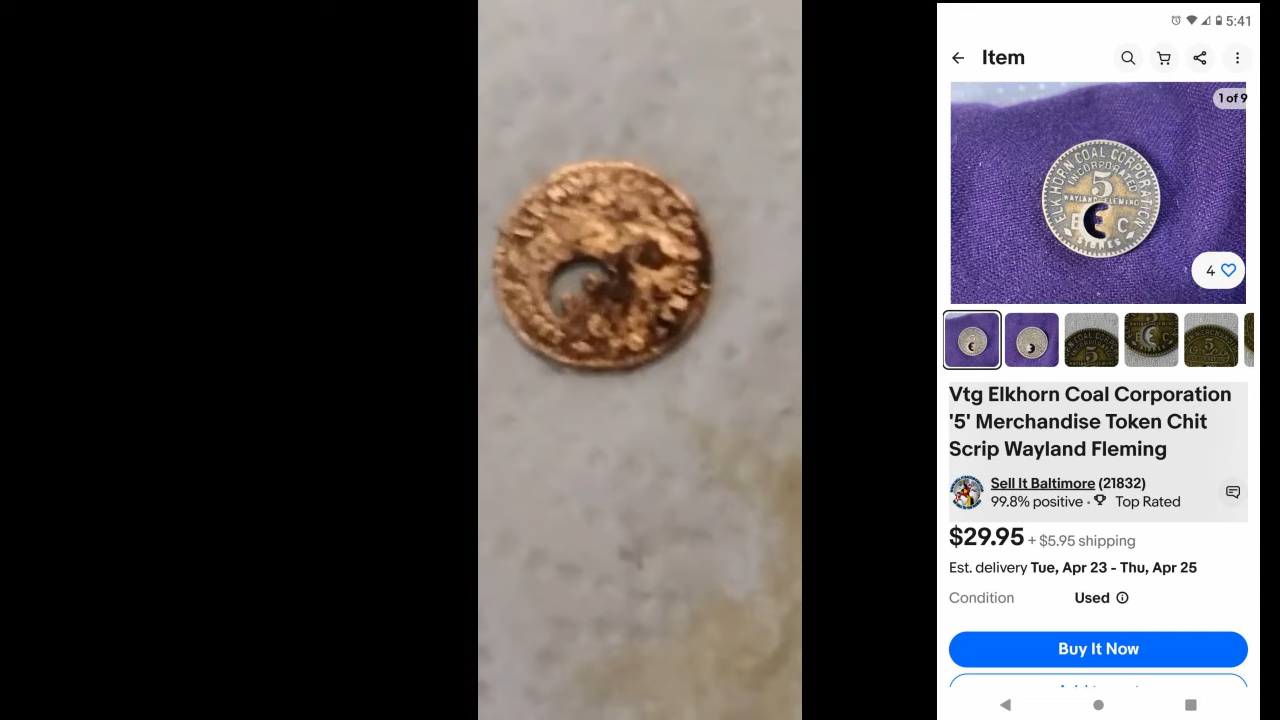 5:41
Item
1 of 9
ELK HORN COAL CORPORATION
INCORPORATED
5
WAYLAND FLEMING
E C
STORES
4
Vtg Elkhorn Coal Corporation
'5' Merchandise Token Chit
Scrip Wayland Fleming
Sell It Baltimore (21832)
99.8% positive · Top Rated
$29.95 + $5.95 shipping
Est. delivery Tue, Apr 23 - Thu, Apr 25
Condition Used
Buy It Now